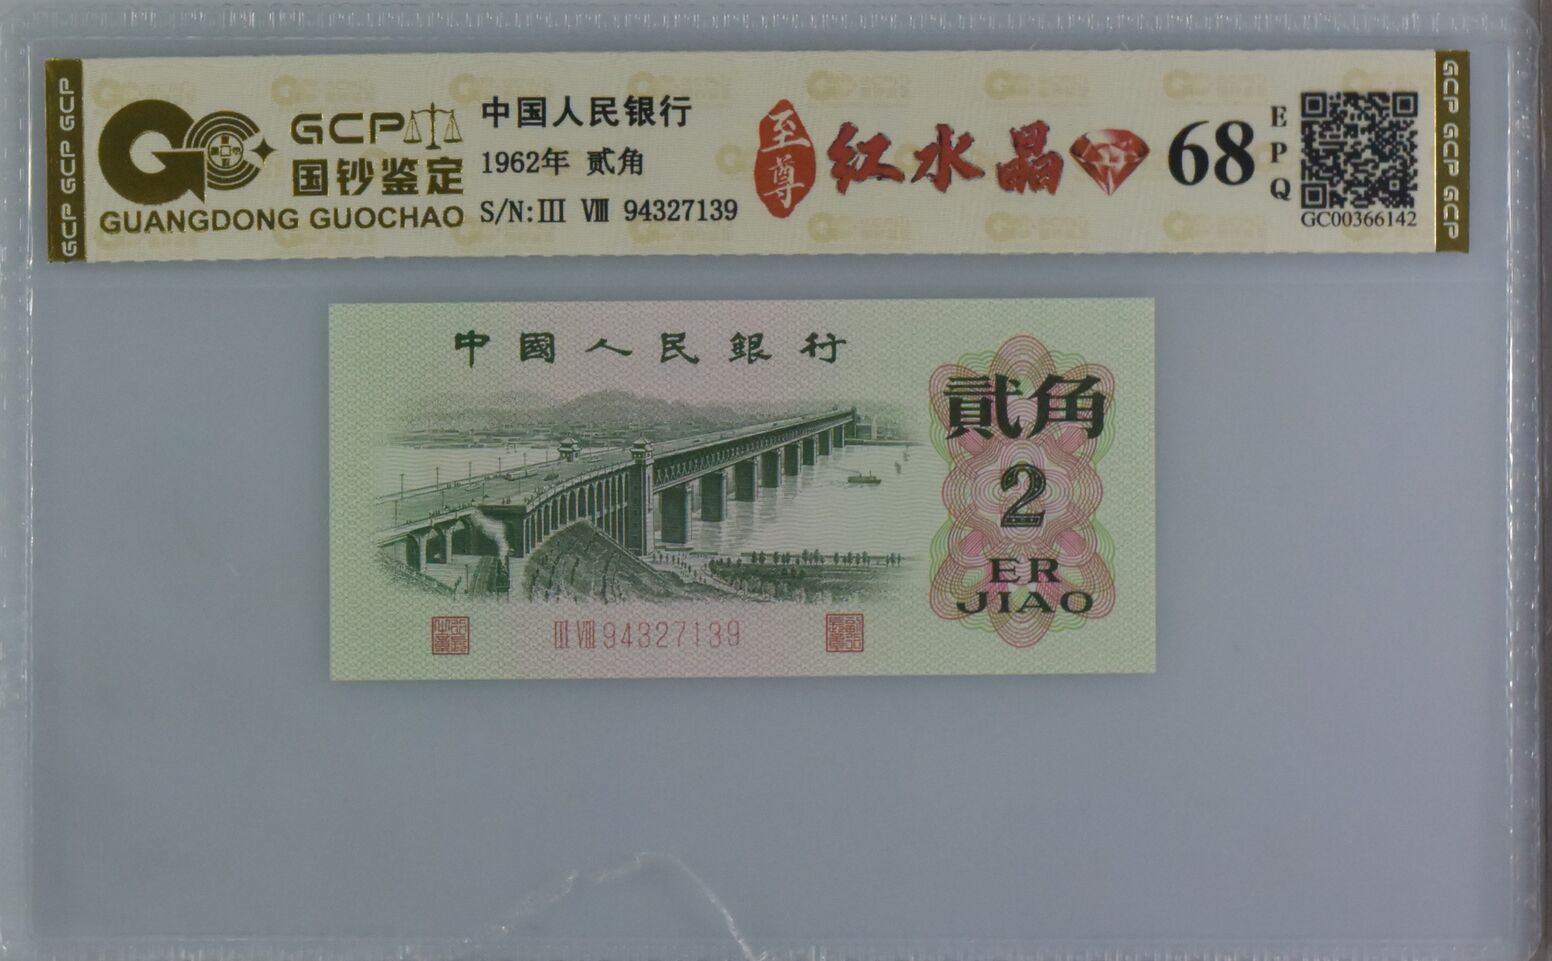 GCP GCP GCP
GCP
国钞鉴定
GUANGDONG GUOCHAO
中国人民银行
1962年 贰角
S/N:III VIII 94327139
至尊
红水晶
68
EPQ
GC00366142
GCP GCP GCP
中國人民銀行
貳角
2
ER
JIAO
III VIII 94327139